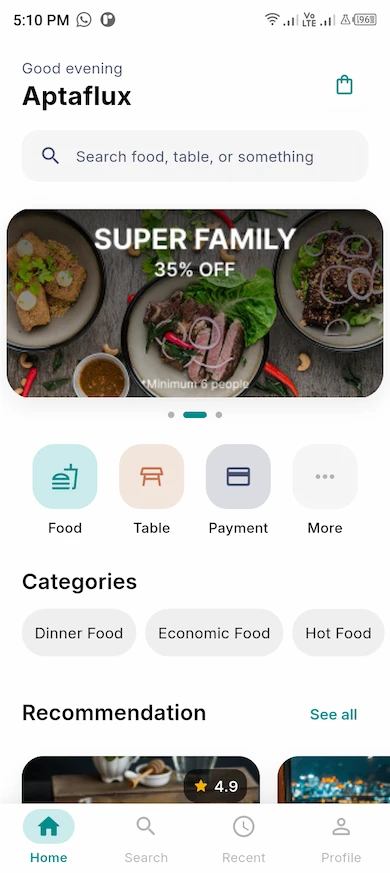 5:10 PM
Vo
LTE
96
Good evening
Aptaflux
Search food, table, or something
SUPER FAMILY
35% OFF
*Minimum 6 people
Food
Table
Payment
More
Categories
Dinner Food
Economic Food
Hot Food
Recommendation
See all
4.9
Home
Search
Recent
Profile